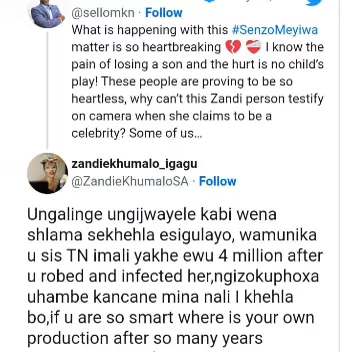 @sellomkn · Follow
What is happening with this #SenzoMeyiwa
matter is so heartbreaking 💔 ❤️‍🩹 I know the
pain of losing a son and the hurt is no child's
play! These people are proving to be so
heartless, why can't this Zandi person testify
on camera when she claims to be a
celebrity? Some of us...
zandiekhumalo_igagu
@ZandieKhumaloSA · Follow
Ungalinge ungijwayele kabi wena
shlama sekhehla esigulayo, wamunika
u sis TN imali yakhe ewu 4 million after
u robed and infected her,ngizokuphoxa
uhambe kancane mina nali I khehla
bo,if u are so smart where is your own
production after so many years